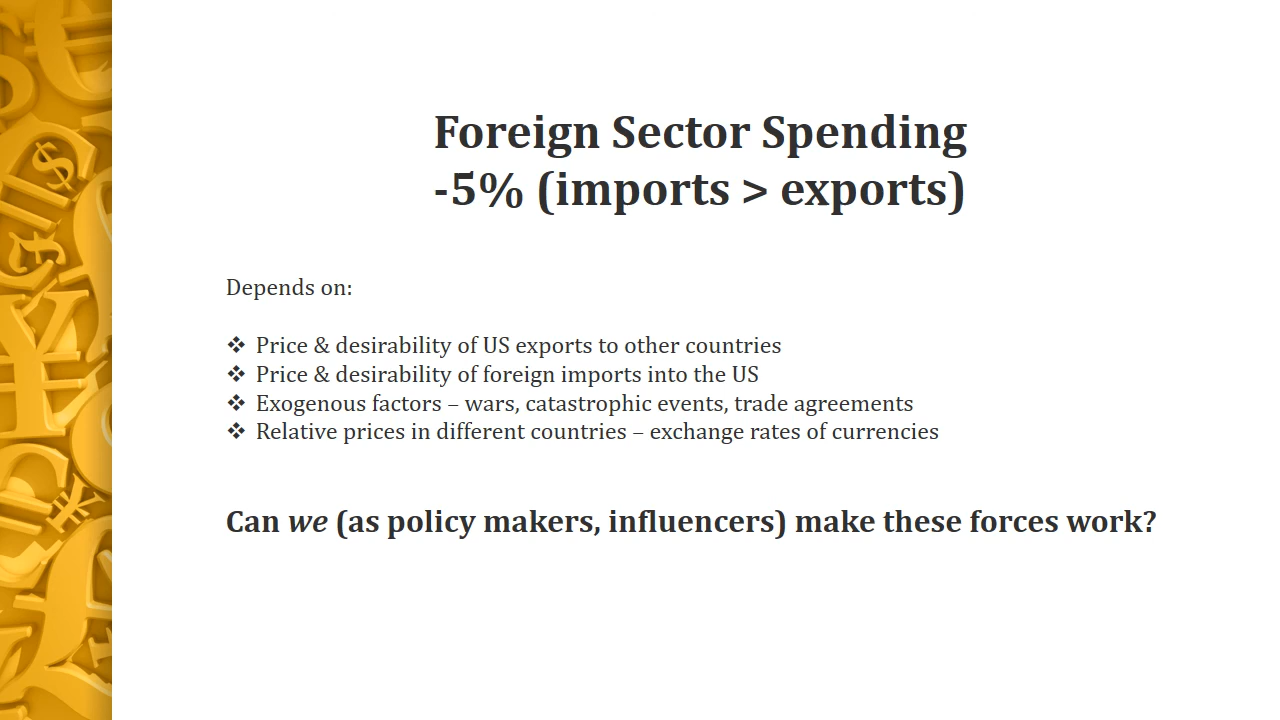 Foreign Sector Spending
-5% (imports > exports)
Depends on:
❖ Price & desirability of US exports to other countries
❖ Price & desirability of foreign imports into the US
❖ Exogenous factors – wars, catastrophic events, trade agreements
❖ Relative prices in different countries – exchange rates of currencies
Can we (as policy makers, influencers) make these forces work?